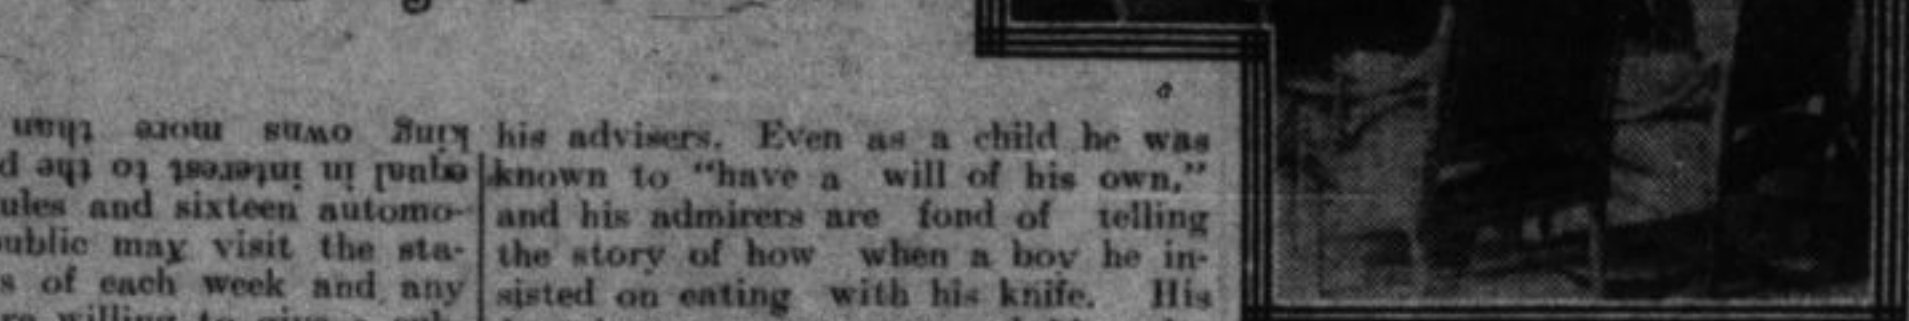 king owns more than
equal in interest to the
ules and sixteen automo-
ublic may visit the sta-
s of each week and any
his advisers. Even as a child he was
known to "have a will of his own,"
and his admirers are fond of telling
the story of how when a boy he in-
sisted on eating with his knife. His